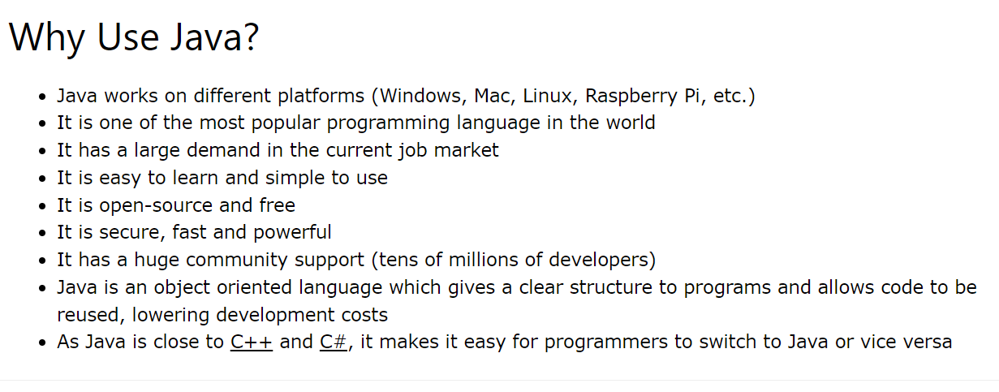 Why Use Java?
• Java works on different platforms (Windows, Mac, Linux, Raspberry Pi, etc.)
• It is one of the most popular programming language in the world
• It has a large demand in the current job market
• It is easy to learn and simple to use
• It is open-source and free
• It is secure, fast and powerful
• It has a huge community support (tens of millions of developers)
• Java is an object oriented language which gives a clear structure to programs and allows code to be
reused, lowering development costs
• As Java is close to C++ and C#, it makes it easy for programmers to switch to Java or vice versa